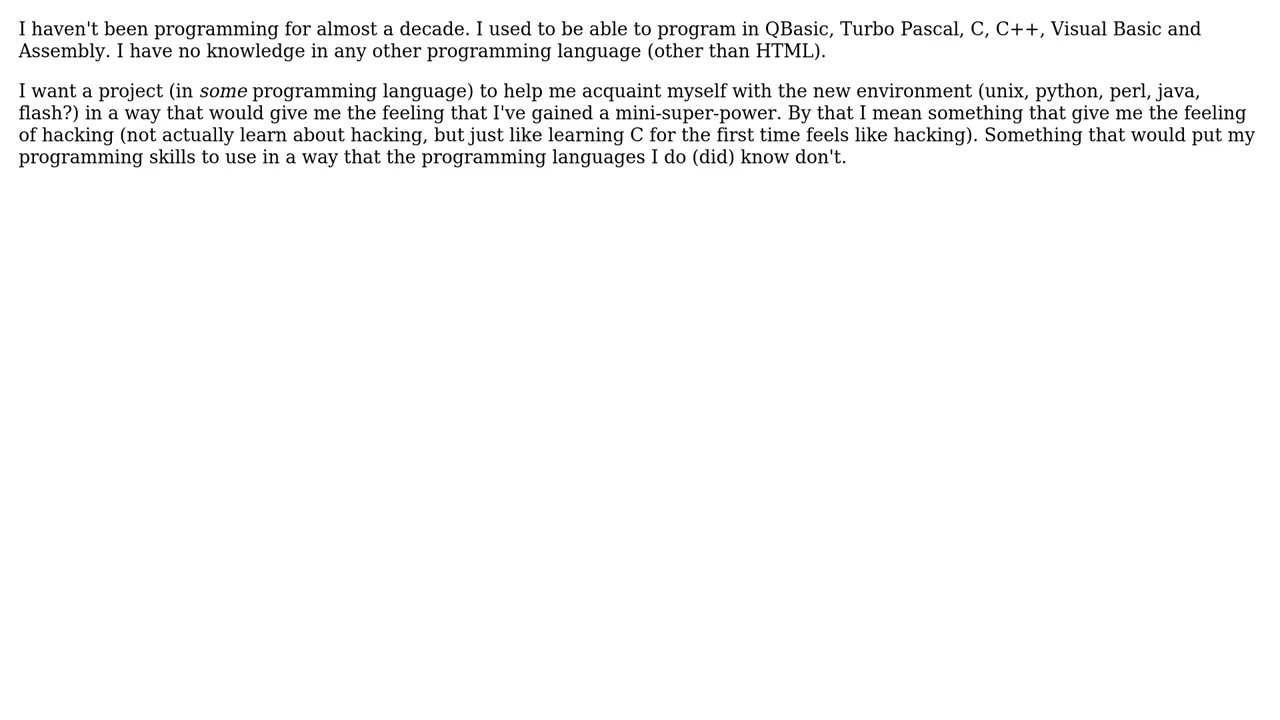 I haven't been programming for almost a decade. I used to be able to program in QBasic, Turbo Pascal, C, C++, Visual Basic and
Assembly. I have no knowledge in any other programming language (other than HTML).
I want a project (in some programming language) to help me acquaint myself with the new environment (unix, python, perl, java,
flash?) in a way that would give me the feeling that I've gained a mini-super-power. By that I mean something that give me the feeling
of hacking (not actually learn about hacking, but just like learning C for the first time feels like hacking). Something that would put my
programming skills to use in a way that the programming languages I do (did) know don't.